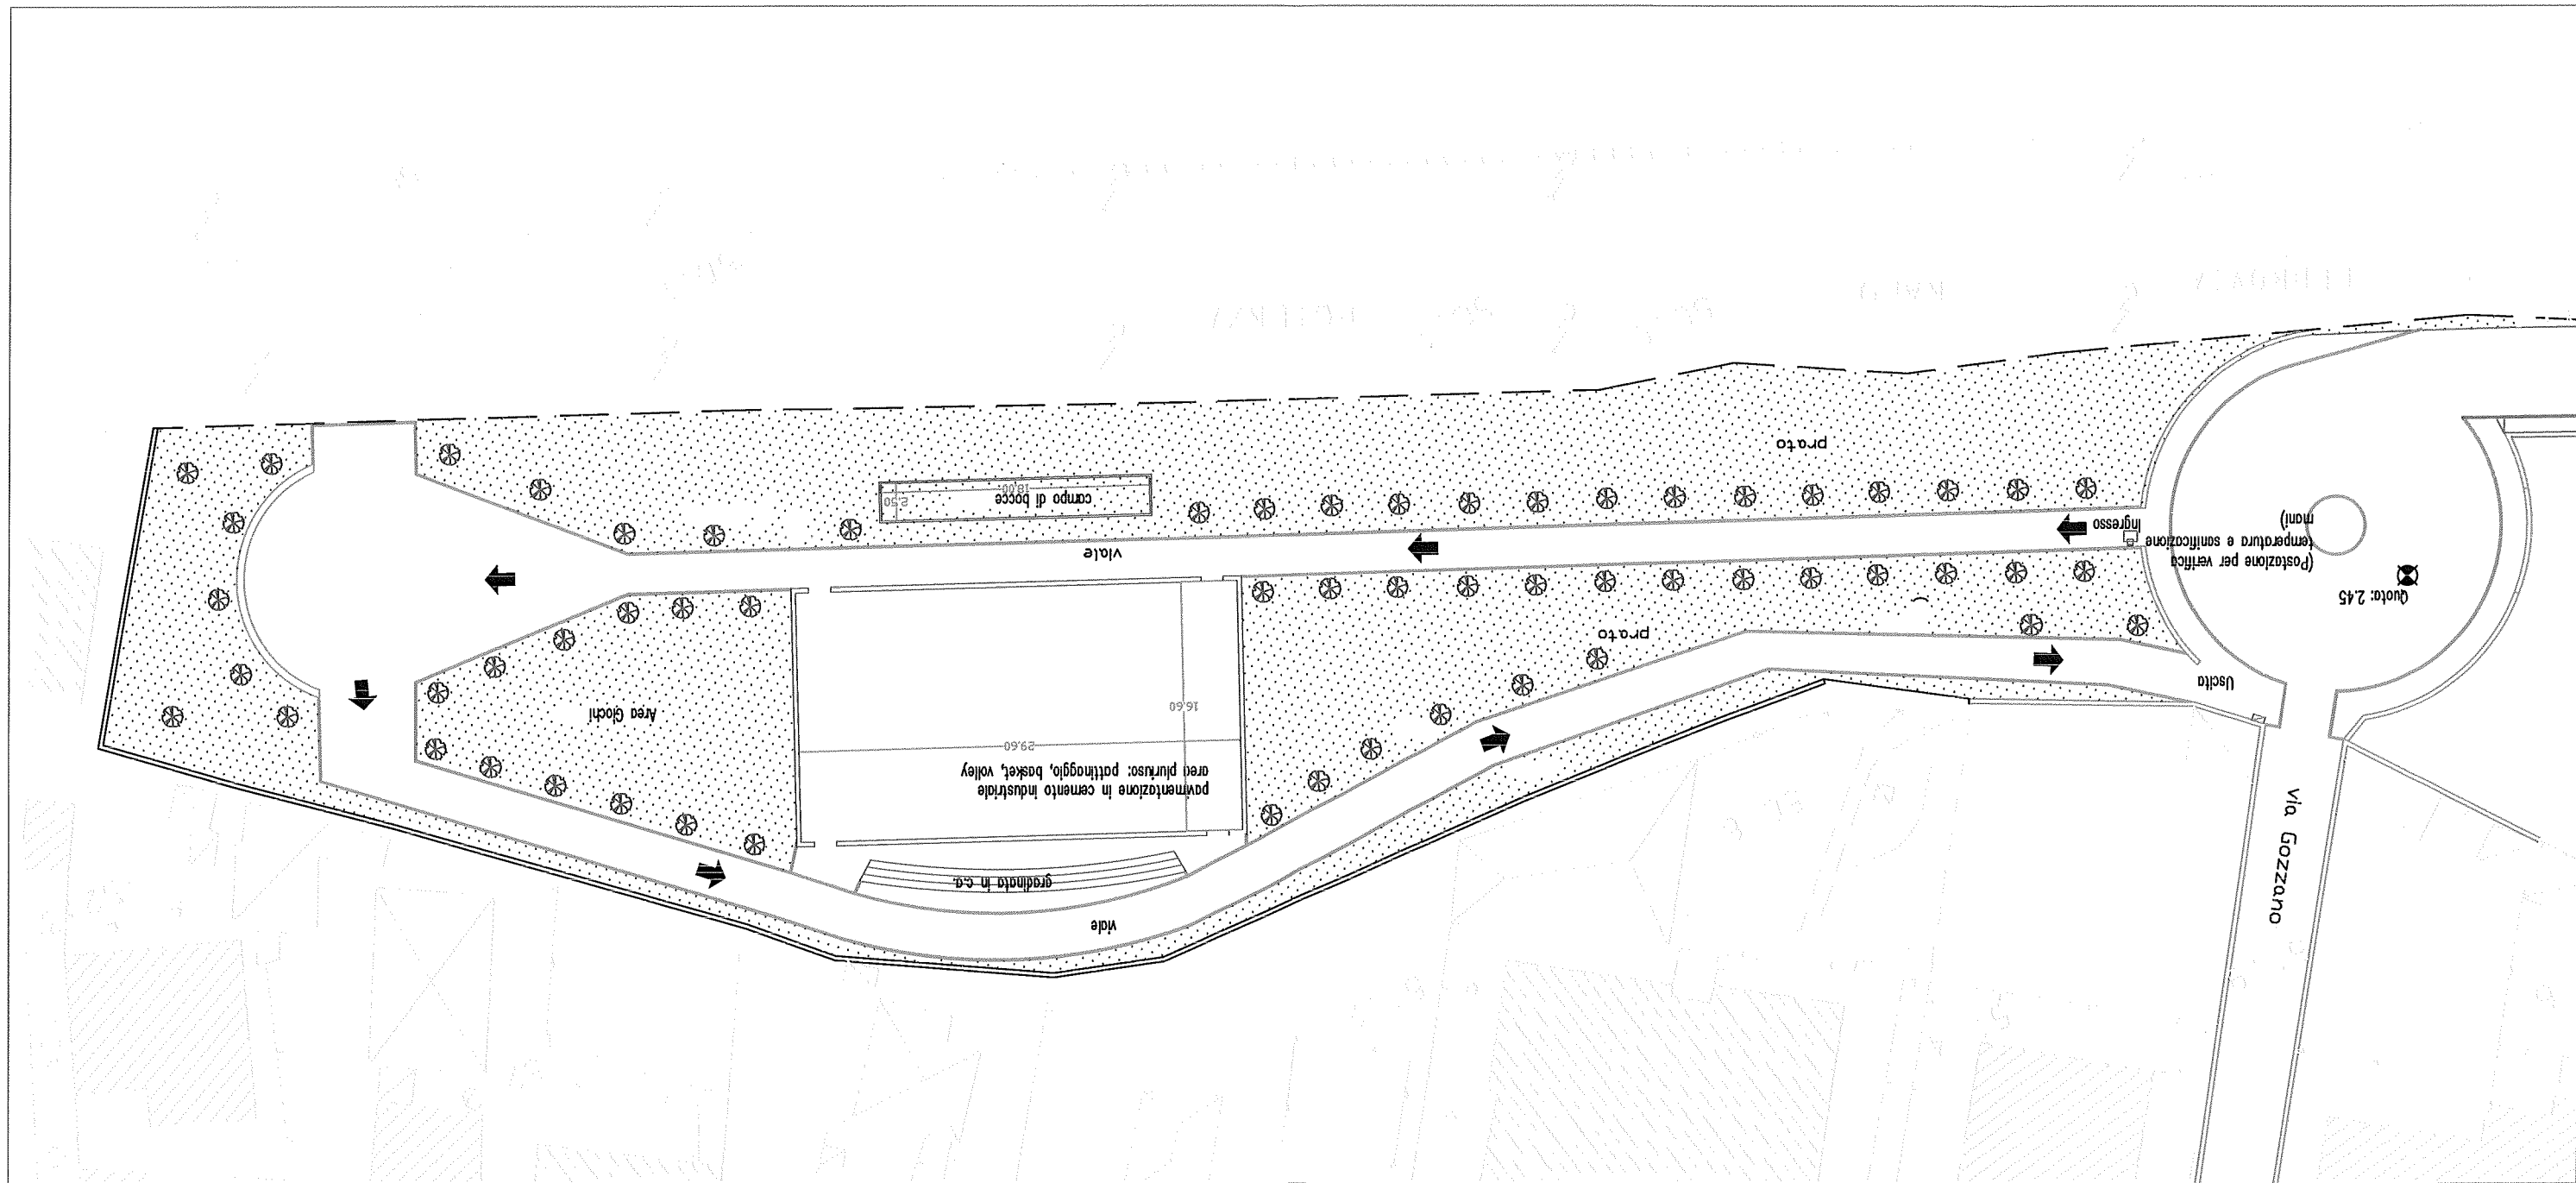 prato
campo di bocce
18.00
2.50
viale
Ingresso
(Postazione per verifica
temperatura e sanificazione
mani)
Quota: 2.45
prato
Uscita
Area Giochi
16.60
29.60
pavimentazione in cemento industriale
area pluriuso: pattinaggio, basket, volley
gradinata in c.a.
viale
via Gozzano